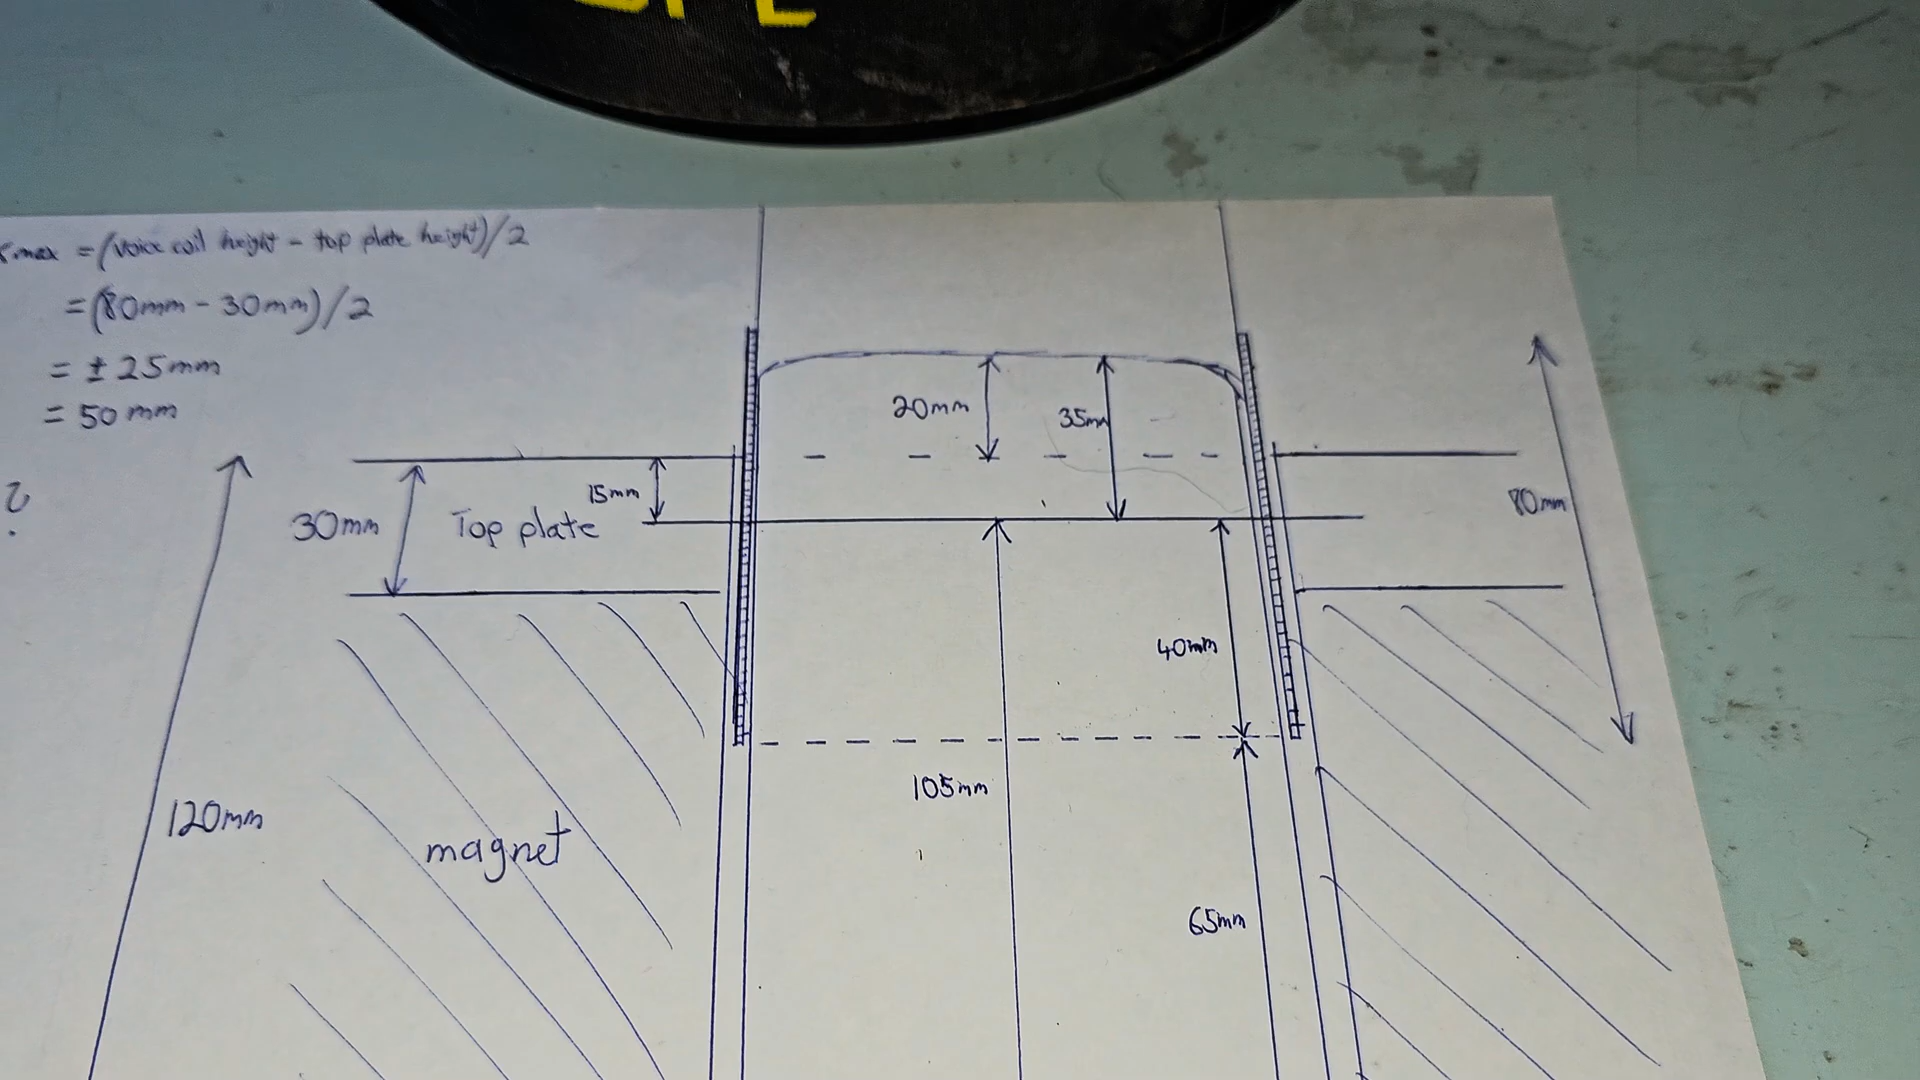 SPL
xmax = (voice coil height - top plate height)/2
= (80mm - 30mm)/2
= ± 25mm
= 50mm
?
20mm
35mm
15mm
30mm
Top plate
80mm
40mm
105mm
120mm
magnet
65mm